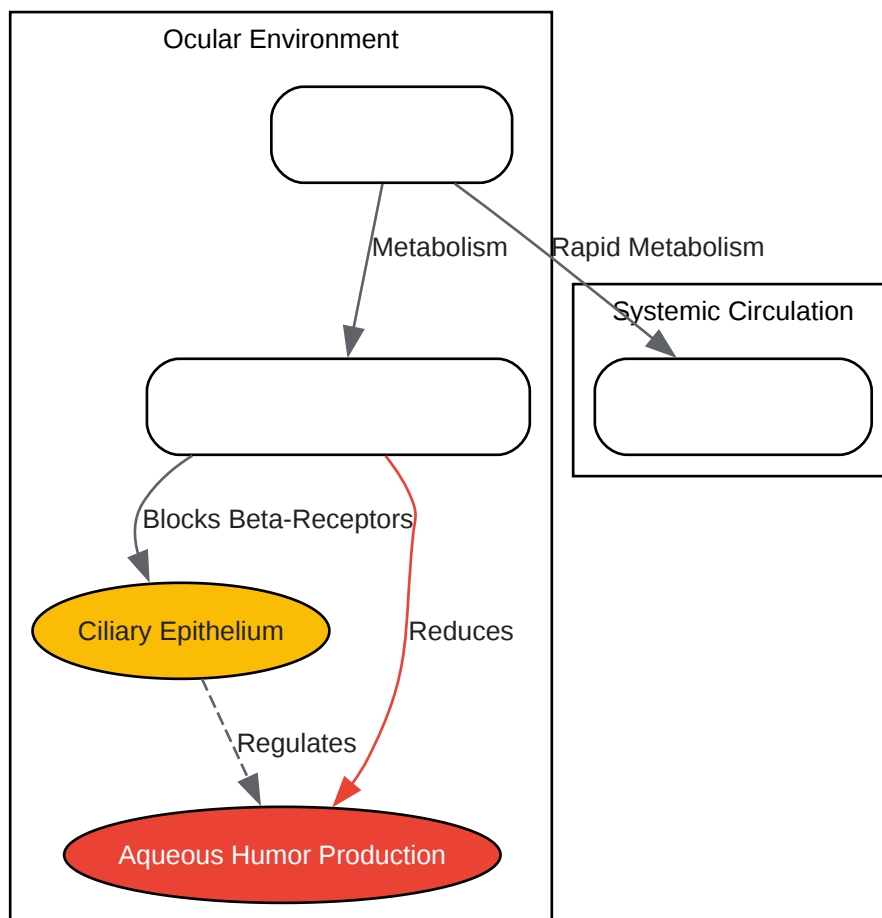 Ocular Environment
Metabolism
Rapid Metabolism
Systemic Circulation
Blocks Beta-Receptors
Ciliary Epithelium
Reduces
Regulates
Aqueous Humor Production